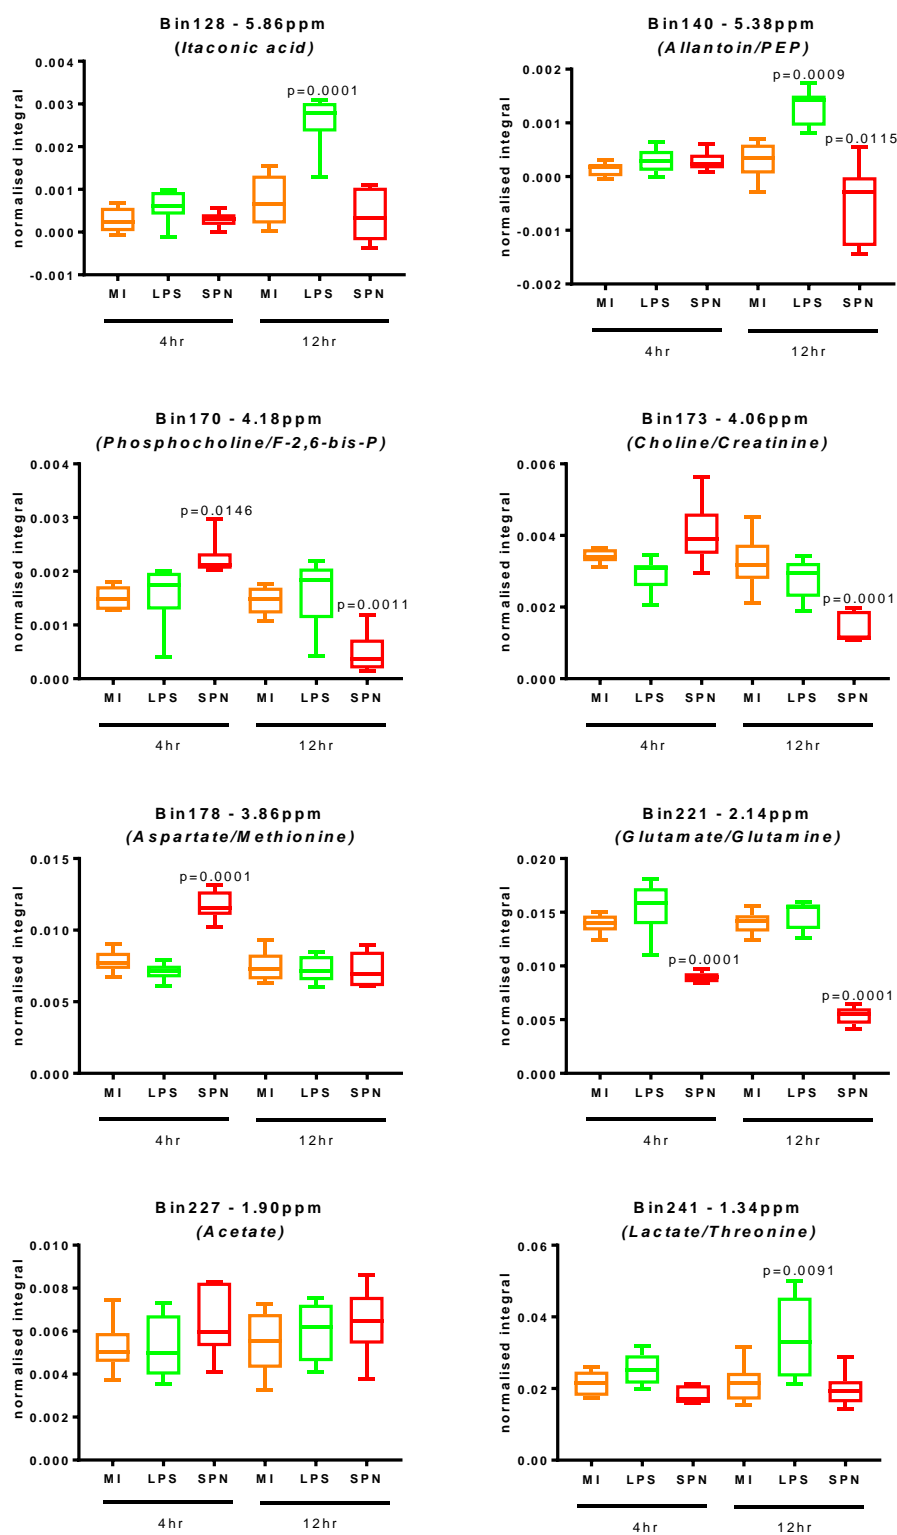 Bin128 - 5.86ppm
(Itaconic acid)
normalised integral
0.004
0.003
0.002
0.001
0.000
-0.001
p=0.0001
MI LPS SPN MI LPS SPN
4hr 12hr
Bin140 - 5.38ppm
(Allantoin/PEP)
normalised integral
0.002
0.001
0.000
-0.001
-0.002
p=0.0009
p=0.0115
MI LPS SPN MI LPS SPN
4hr 12hr
Bin170 - 4.18ppm
(Phosphocholine/F-2,6-bis-P)
normalised integral
0.004
0.003
0.002
0.001
0.000
p=0.0146
p=0.0011
MI LPS SPN MI LPS SPN
4hr 12hr
Bin173 - 4.06ppm
(Choline/Creatinine)
normalised integral
0.006
0.004
0.002
0.000
p=0.0001
MI LPS SPN MI LPS SPN
4hr 12hr
Bin178 - 3.86ppm
(Aspartate/Methionine)
normalised integral
0.015
0.010
0.005
0.000
p=0.0001
MI LPS SPN MI LPS SPN
4hr 12hr
Bin221 - 2.14ppm
(Glutamate/Glutamine)
normalised integral
0.020
0.015
0.010
0.005
0.000
p=0.0001
p=0.0001
MI LPS SPN MI LPS SPN
4hr 12hr
Bin227 - 1.90ppm
(Acetate)
normalised integral
0.010
0.008
0.006
0.004
0.002
0.000
MI LPS SPN MI LPS SPN
4hr 12hr
Bin241 - 1.34ppm
(Lactate/Threonine)
normalised integral
0.06
0.04
0.02
0.00
p=0.0091
MI LPS SPN MI LPS SPN
4hr 12hr